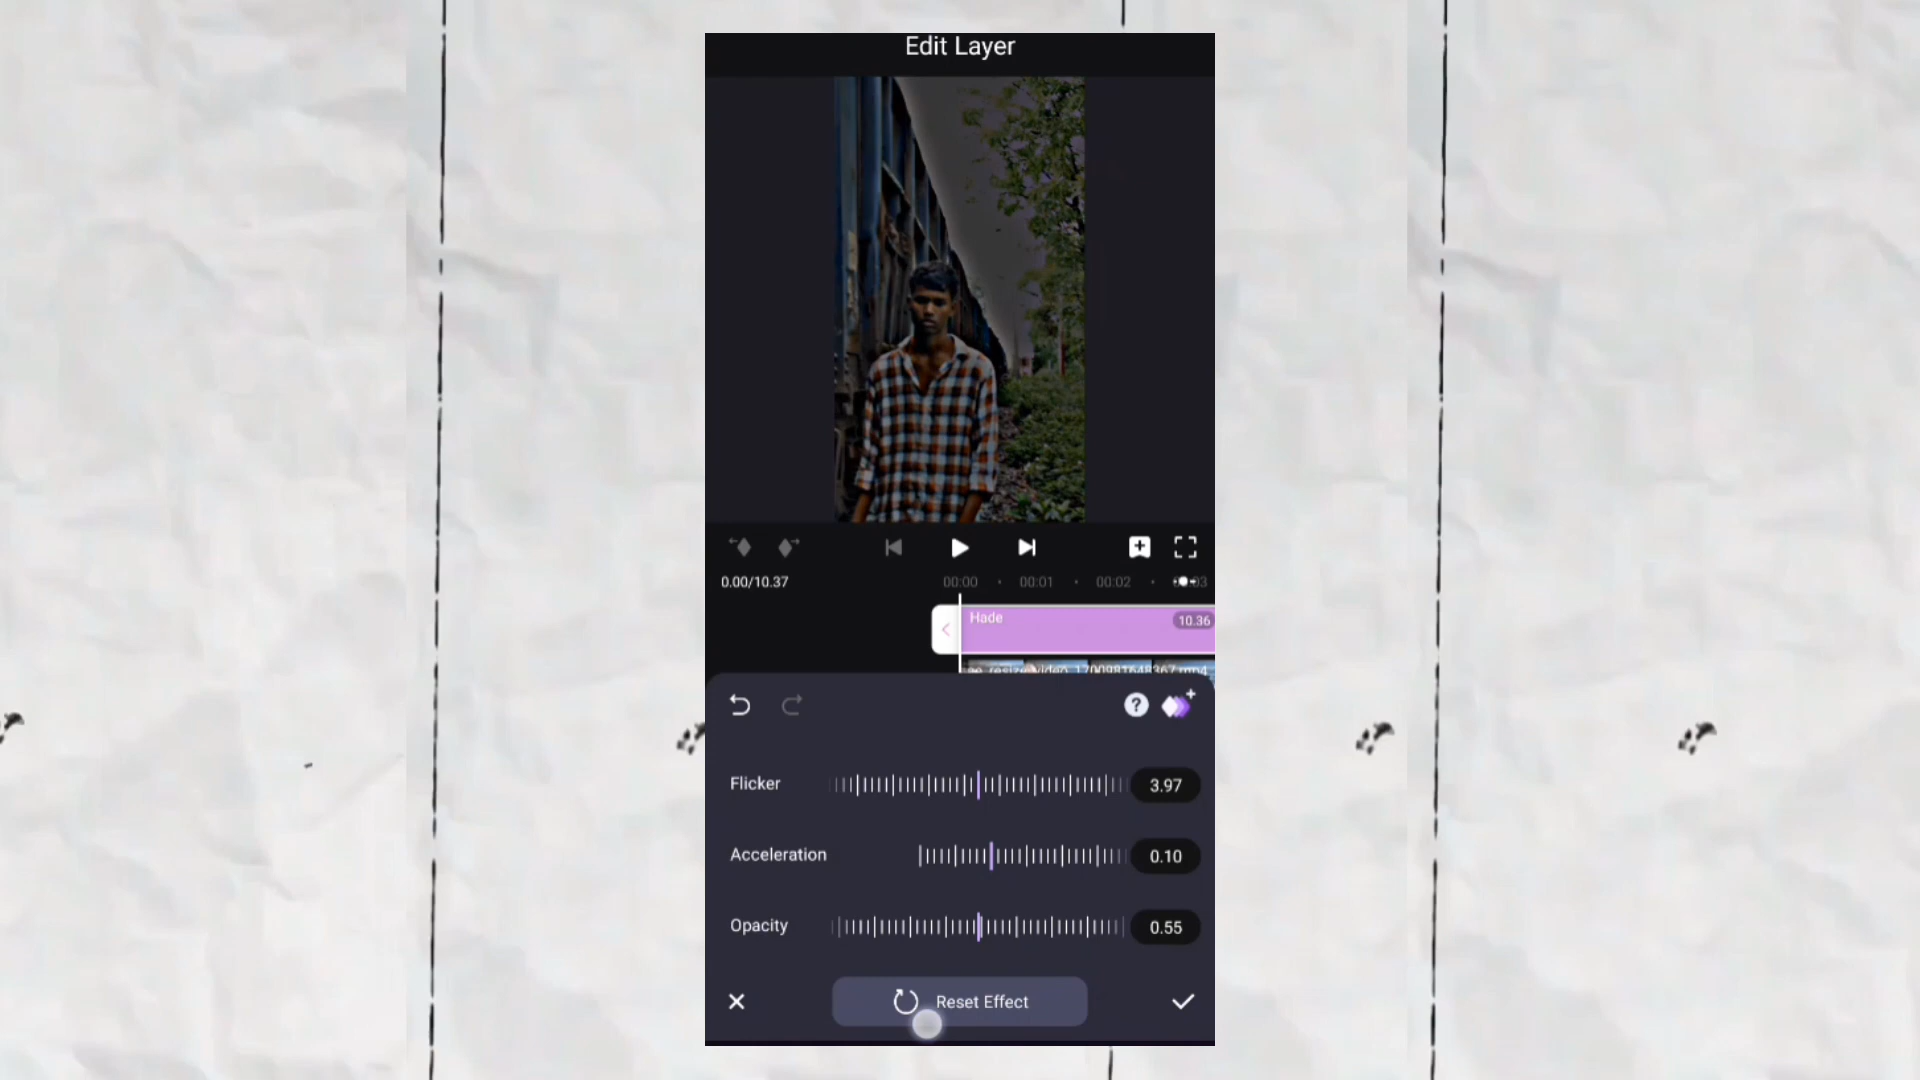 Edit Layer
0.00/10.37
00:00
00:01
00:02
Hade
10.36
Flicker
3.97
Acceleration
0.10
Opacity
0.55
Reset Effect